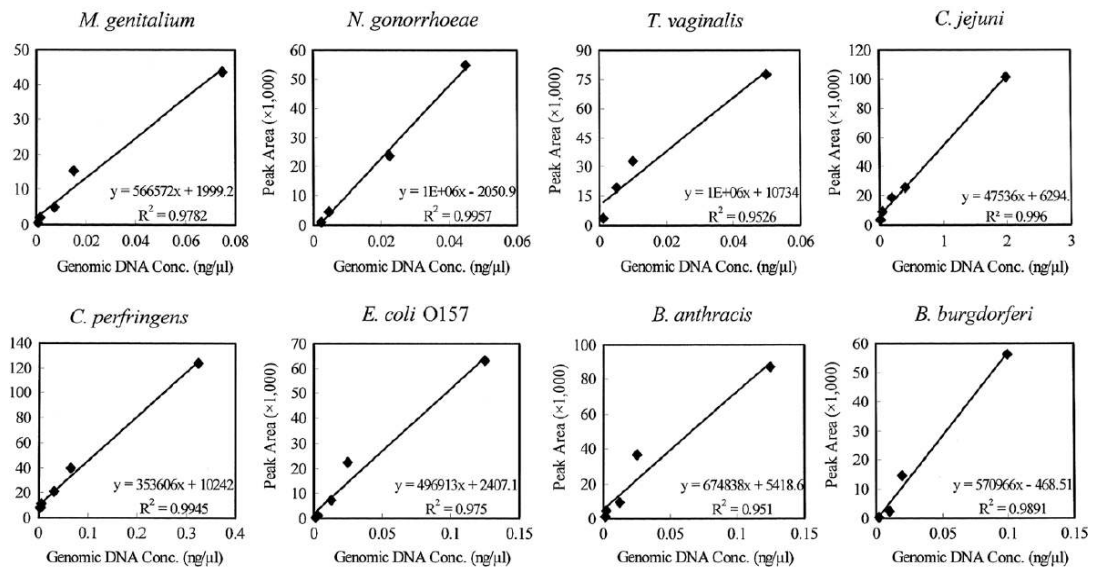 M. genitalium
50
40
30
20
10
0
y = 566572x + 1999.2
R² = 0.9782
0 0.02 0.04 0.06 0.08
Genomic DNA Conc. (ng/µl)
N. gonorrhoeae
Peak Area (×1,000)
60
50
40
30
20
10
0
y = 1E+06x - 2050.9
R² = 0.9957
0 0.02 0.04 0.06
Genomic DNA Conc. (ng/µl)
T. vaginalis
Peak Area (×1,000)
90
75
60
45
30
15
0
y = 1E+06x + 10734
R² = 0.9526
0 0.02 0.04 0.06
Genomic DNA Conc. (ng/µl)
C. jejuni
Peak Area (×1,000)
120
100
80
60
40
20
0
y = 47536x + 6294.
R² = 0.996
0 1 2 3
Genomic DNA Conc. (ng/µl)
C. perfringens
140
120
100
80
60
40
20
0
y = 353606x + 10242
R² = 0.9945
0 0.1 0.2 0.3 0.4
Genomic DNA Conc. (ng/µl)
E. coli O157
Peak Area (×1,000)
70
60
50
40
30
20
10
0
y = 496913x + 2407.1
R² = 0.975
0 0.05 0.1 0.15
Genomic DNA Conc. (ng/µl)
B. anthracis
Peak Area (×1,000)
100
80
60
40
20
0
y = 674838x + 5418.6
R² = 0.951
0 0.05 0.1 0.15
Genomic DNA Conc. (ng/µl)
B. burgdorferi
Peak Area (×1,000)
60
50
40
30
20
10
0
y = 570966x - 468.51
R² = 0.9891
0 0.05 0.1 0.15
Genomic DNA Conc. (ng/µl)